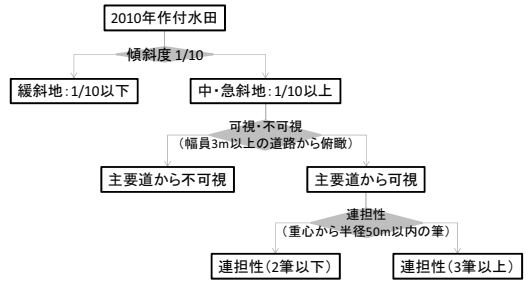 2010年作付水田
傾斜度 1/10
緩斜地：1/10以下
中・急斜地：1/10以上
可視・不可視
（幅員3m以上の道路から俯瞰）
主要道から不可視
主要道から可視
連担性
（重心から半径50m以内の筆）
連担性（2筆以下）
連担性（3筆以上）